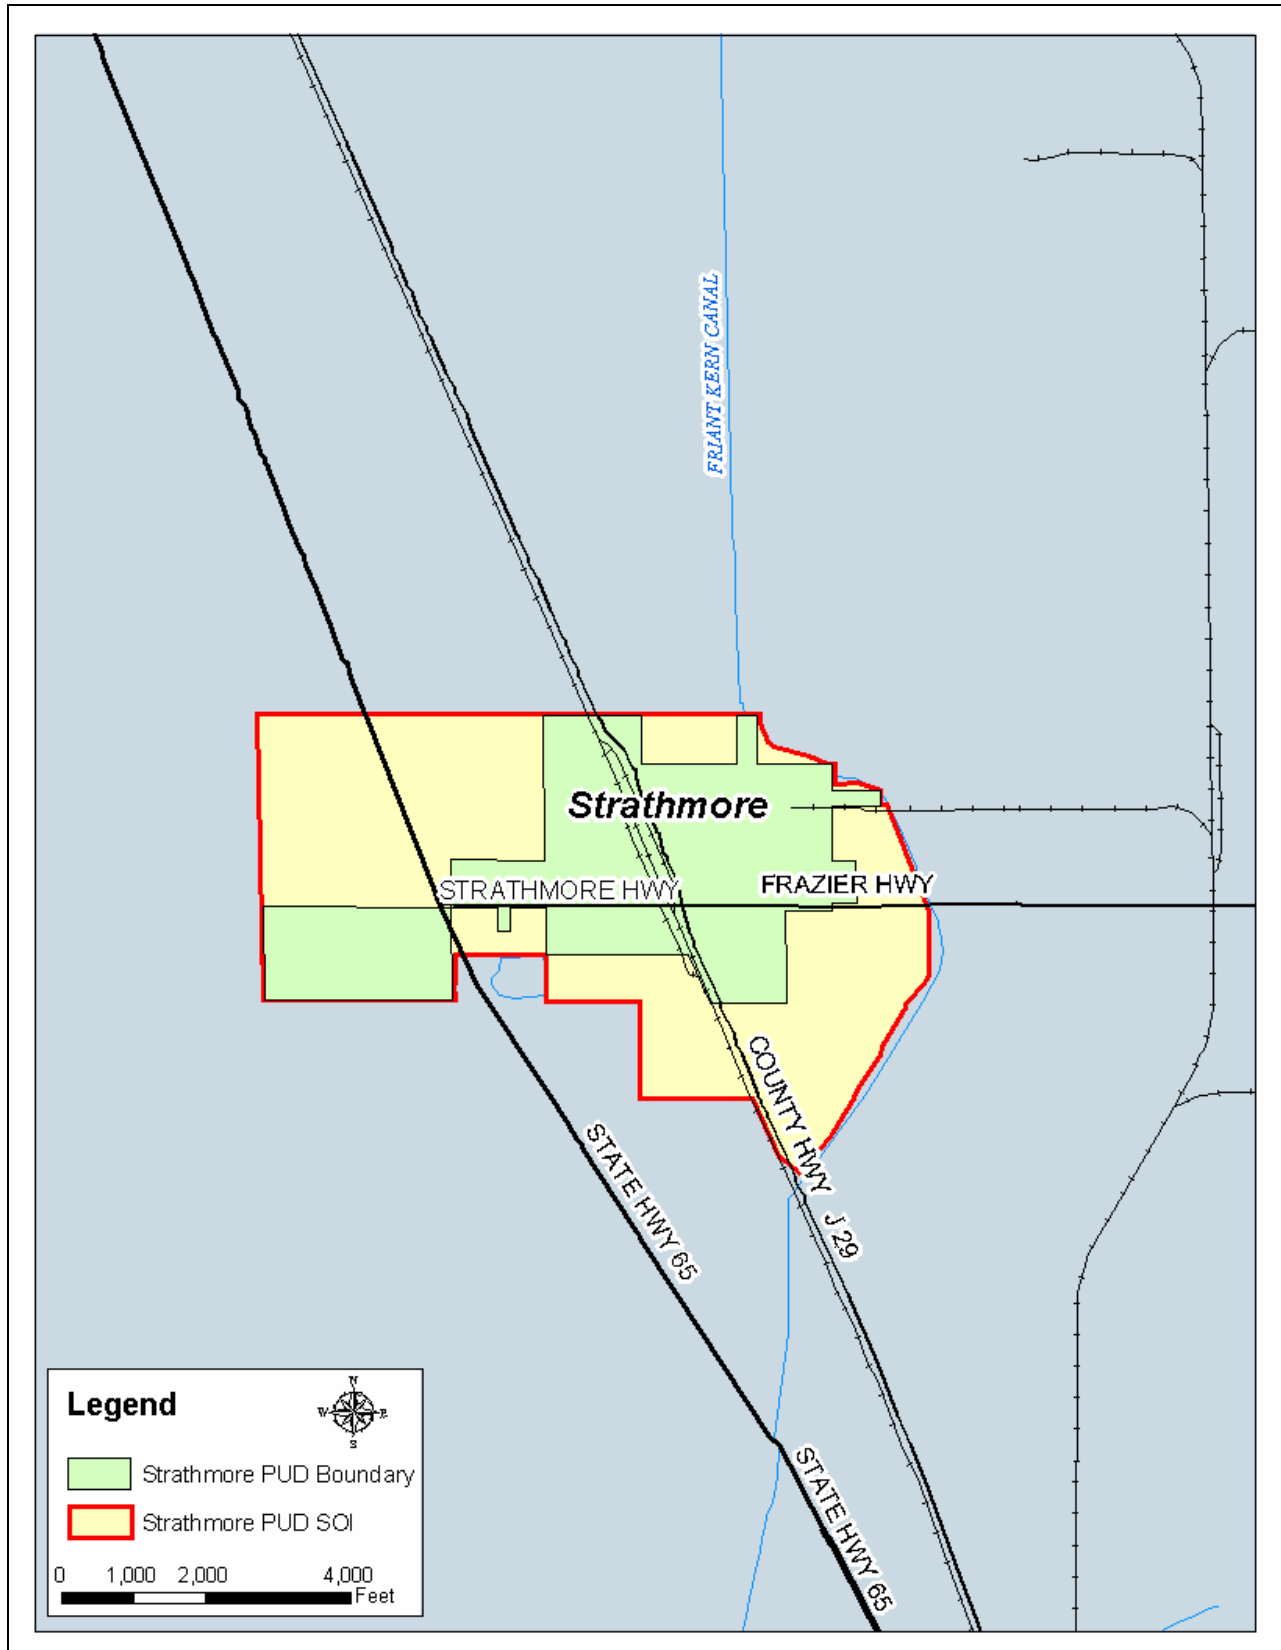 FRIANT KERN CANAL
Strathmore
STRATHMORE HWY
FRAZIER HWY
COUNTY HWY J 29
STATE HWY 65
STATE HWY 65
Legend
N
W E
S
Strathmore PUD Boundary
Strathmore PUD SOI
0 1,000 2,000 4,000
Feet